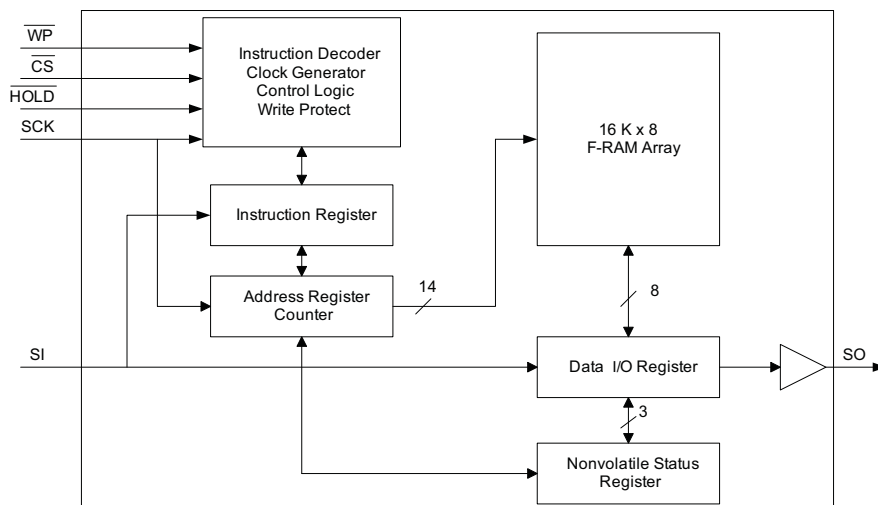 WP
CS
HOLD
SCK
Instruction Decoder
Clock Generator
Control Logic
Write Protect
16 K x 8
F-RAM Array
Instruction Register
Address Register
Counter
14
8
SI
Data I/O Register
SO
3
Nonvolatile Status
Register